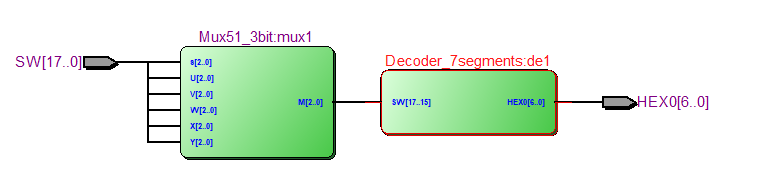 Mux51_3bit:mux1
Decoder_7segments:de1
SW[17..0]
s[2..0]
U[2..0]
V[2..0]
W[2..0]
X[2..0]
Y[2..0]
M[2..0]
SW[17..15]
HEX0[6..0]
HEX0[6..0]